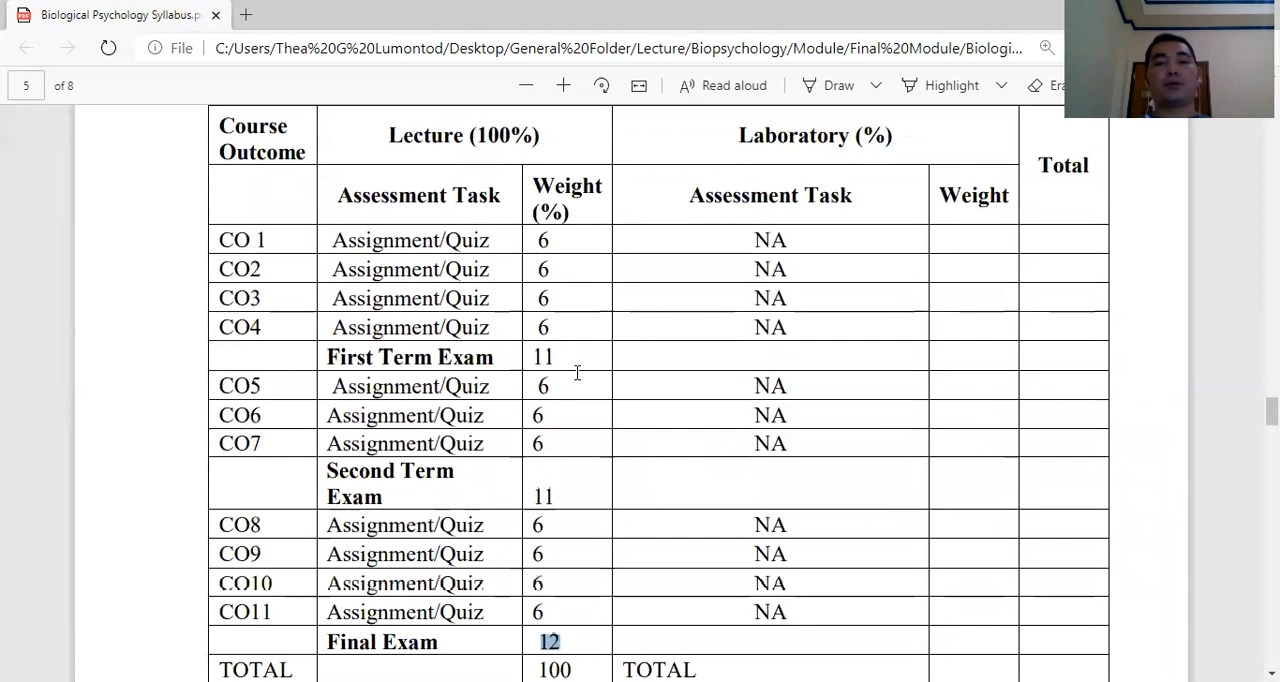 Biological Psychology Syllabus.p
File C:/Users/Thea%20G%20Lumontod/Desktop/General%20Folder/Lecture/Biopsychology/Module/Final%20Module/Biologi...
5 of 8 Read aloud Draw Highlight Era
Course Outcome Lecture (100%) Laboratory (%) Total
Assessment Task Weight (%) Assessment Task Weight
CO 1 Assignment/Quiz 6 NA
CO2 Assignment/Quiz 6 NA
CO3 Assignment/Quiz 6 NA
CO4 Assignment/Quiz 6 NA
First Term Exam 11
CO5 Assignment/Quiz 6 NA
CO6 Assignment/Quiz 6 NA
CO7 Assignment/Quiz 6 NA
Second Term Exam 11
CO8 Assignment/Quiz 6 NA
CO9 Assignment/Quiz 6 NA
CO10 Assignment/Quiz 6 NA
CO11 Assignment/Quiz 6 NA
Final Exam 12
TOTAL 100 TOTAL